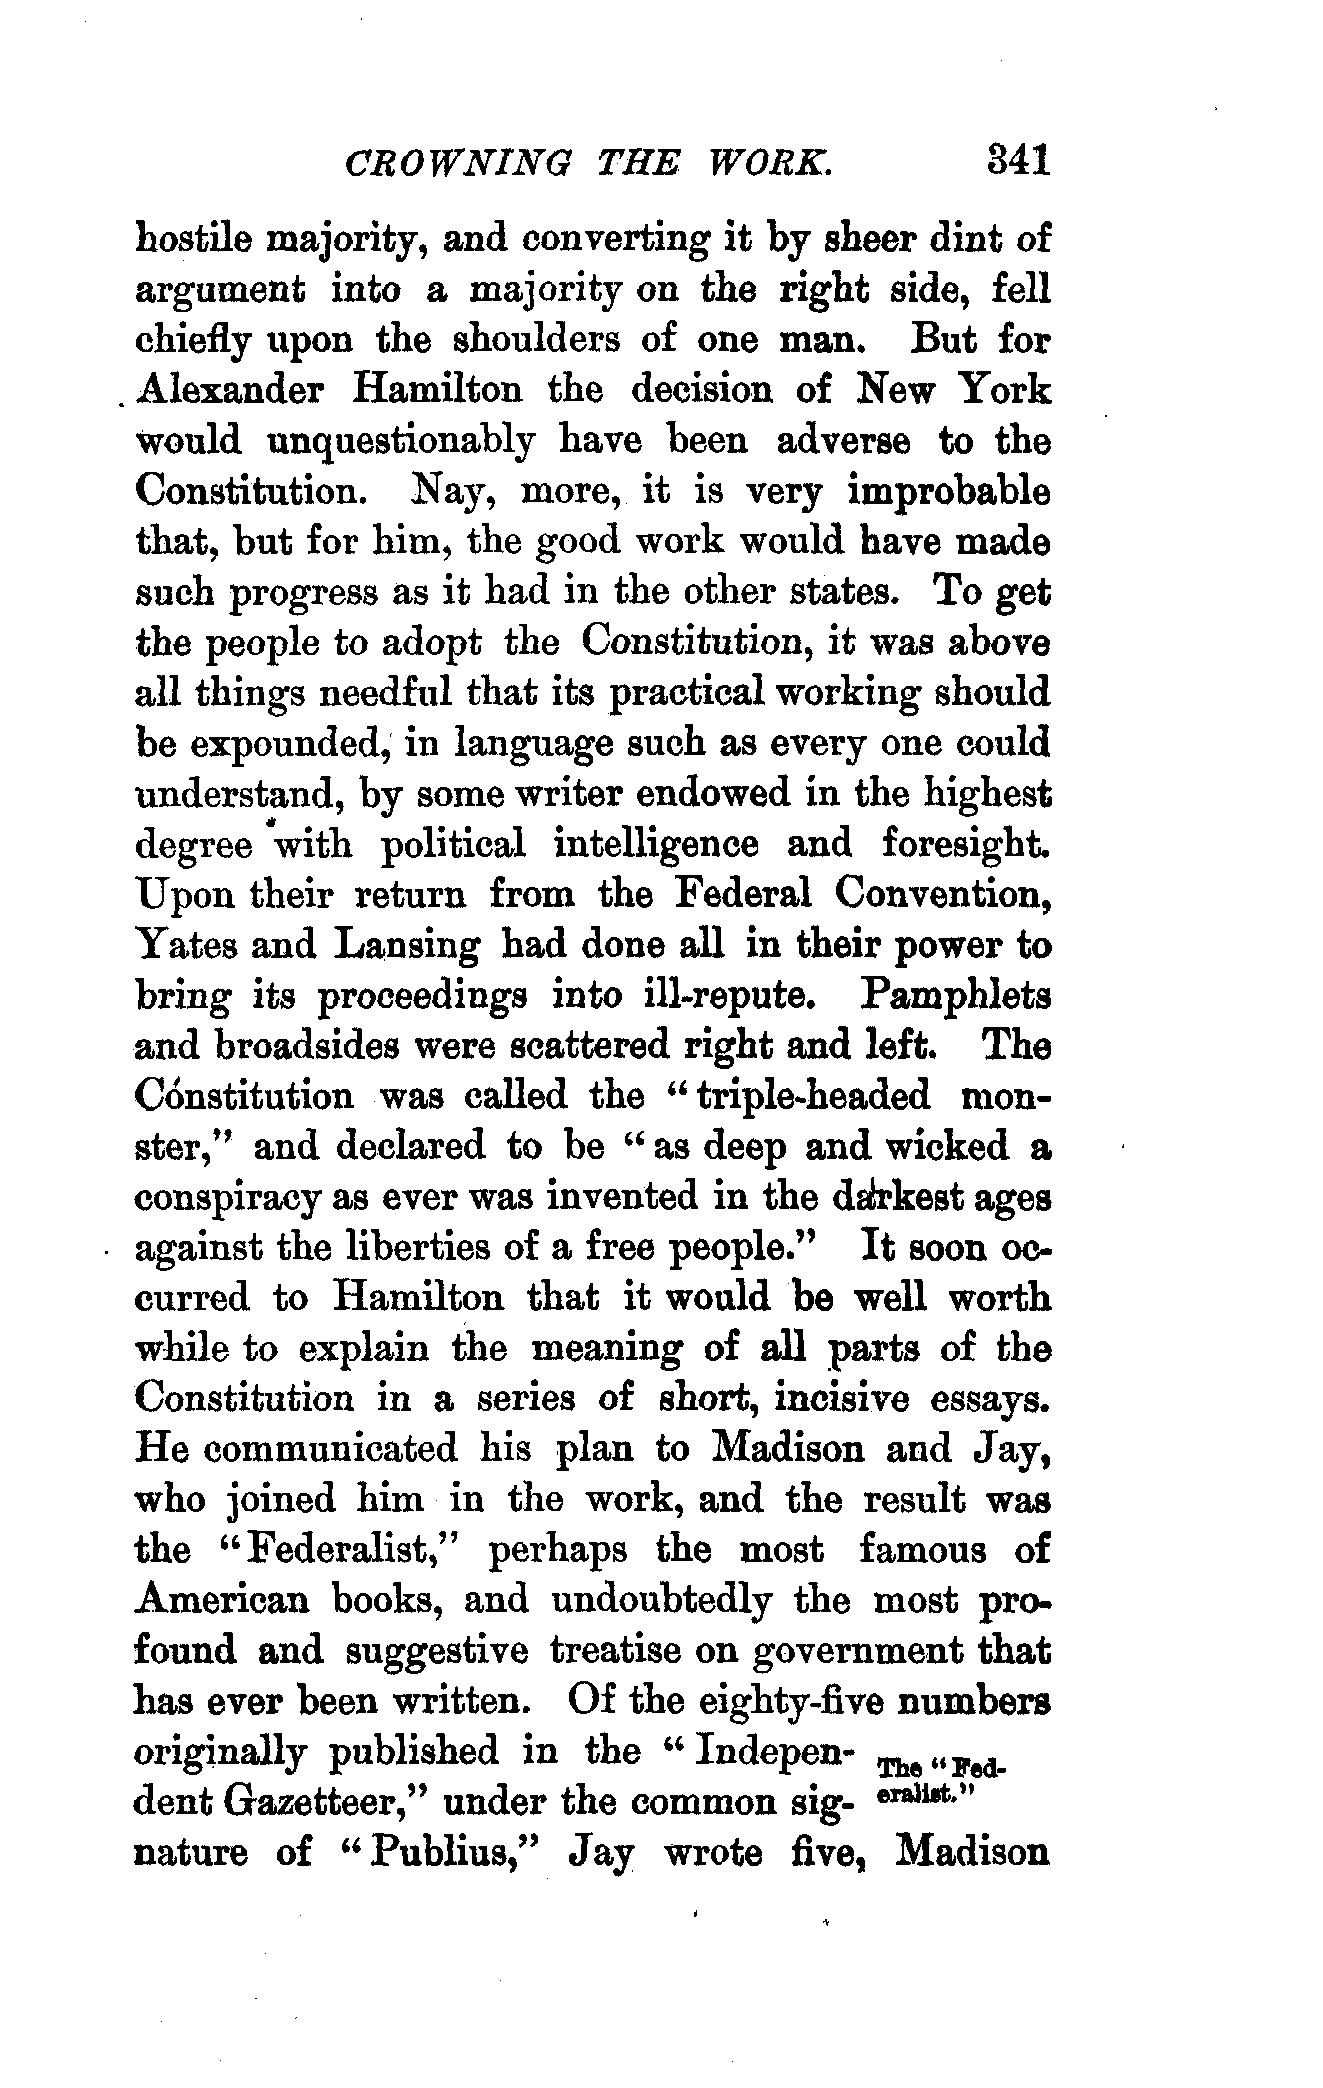 CROWNING THE WORK. 341
hostile majority, and converting it by sheer dint of
argument into a majority on the right side, fell
chiefly upon the shoulders of one man. But for
Alexander Hamilton the decision of New York
would unquestionably have been adverse to the
Constitution. Nay, more, it is very improbable
that, but for him, the good work would have made
such progress as it had in the other states. To get
the people to adopt the Constitution, it was above
all things needful that its practical working should
be expounded, in language such as every one could
understand, by some writer endowed in the highest
degree with political intelligence and foresight.
Upon their return from the Federal Convention,
Yates and Lansing had done all in their power to
bring its proceedings into ill-repute. Pamphlets
and broadsides were scattered right and left. The
Constitution was called the “triple-headed mon-
ster,” and declared to be “as deep and wicked a
conspiracy as ever was invented in the darkest ages
against the liberties of a free people.” It soon oc-
curred to Hamilton that it would be well worth
while to explain the meaning of all parts of the
Constitution in a series of short, incisive essays.
He communicated his plan to Madison and Jay,
who joined him in the work, and the result was
the “Federalist,” perhaps the most famous of
American books, and undoubtedly the most pro-
found and suggestive treatise on government that
has ever been written. Of the eighty-five numbers
originally published in the “Indepen-
dent Gazetteer,” under the common sig-
The “Fed-
eralist.”
nature of “Publius,” Jay wrote five, Madison